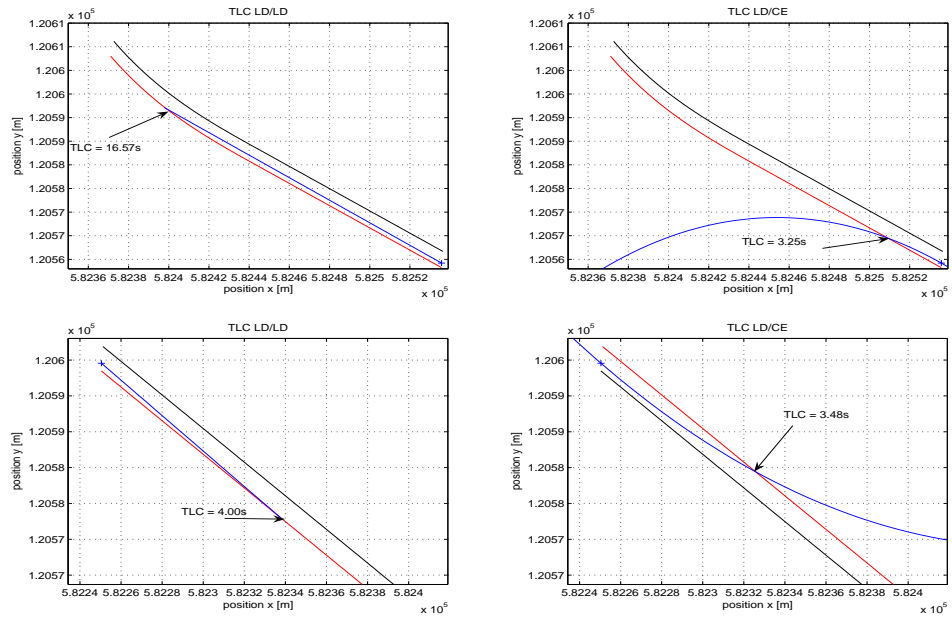 x 10^5
TLC LD/LD
1.2061
1.2061
1.206
1.206
1.2059
1.2059
1.2058
1.2058
1.2057
1.2057
1.2056
position y [m]
TLC = 16.57s
5.8236 5.8238 5.824 5.8242 5.8244 5.8246 5.8248 5.825 5.8252
position x [m]
x 10^5
x 10^5
TLC LD/CE
1.2061
1.2061
1.206
1.206
1.2059
1.2059
1.2058
1.2058
1.2057
1.2057
1.2056
position y [m]
TLC = 3.25s
5.8236 5.8238 5.824 5.8242 5.8244 5.8246 5.8248 5.825 5.8252
position x [m]
x 10^5
x 10^5
TLC LD/LD
1.206
1.2059
1.2059
1.2058
1.2058
1.2057
1.2057
position y [m]
TLC = 4.00s
5.8224 5.8226 5.8228 5.823 5.8232 5.8234 5.8236 5.8238 5.824
position x [m]
x 10^5
x 10^5
TLC LD/CE
1.206
1.2059
1.2059
1.2058
1.2058
1.2057
1.2057
position y [m]
TLC = 3.48s
5.8224 5.8226 5.8228 5.823 5.8232 5.8234 5.8236 5.8238 5.824
position x [m]
x 10^5